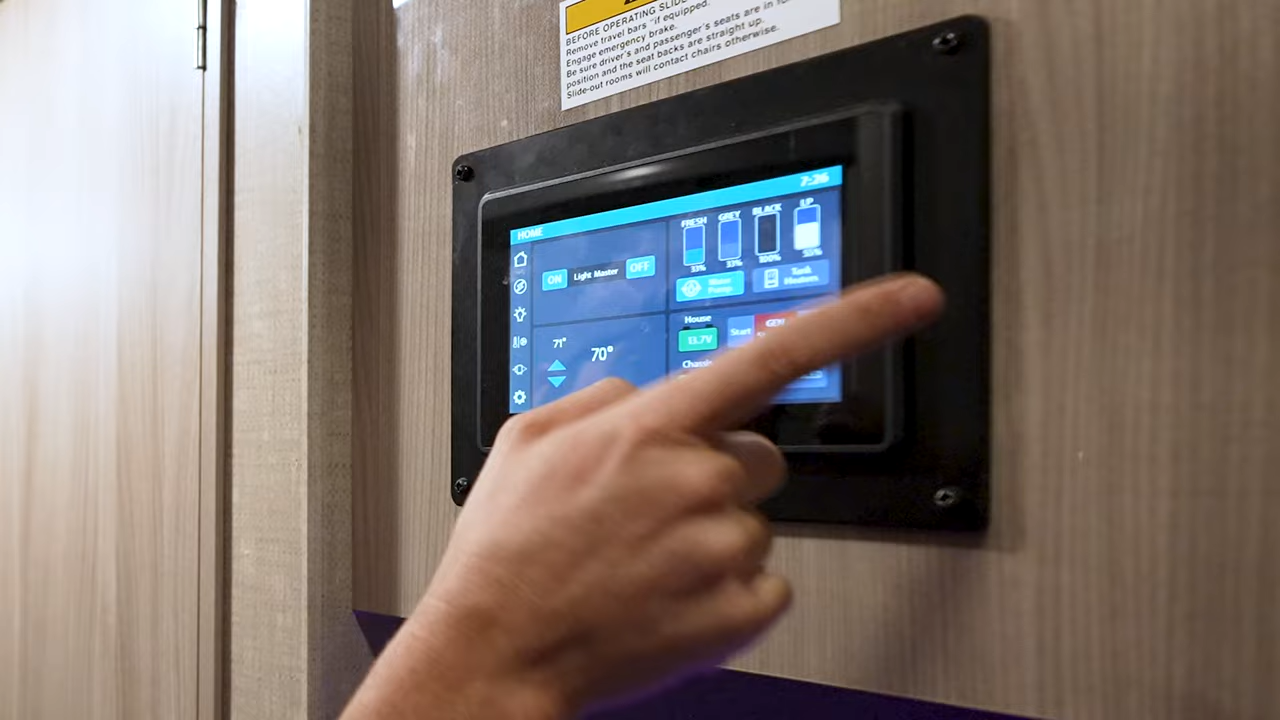 BEFORE OPERATING SLIDE
Remove travel bars "if equipped.
Engage emergency brake.
Be sure driver's and passenger's seats are in
position and the seat backs are straight up.
Slide-out rooms will contact chairs otherwise.
7:26
HOME
FRESH GREY BLACK LP
33% 33% 100% 55%
ON Light Master OFF
Water Pump
Tank Heaters
House
13.7V
Start GEN
71° 70°
Chassis